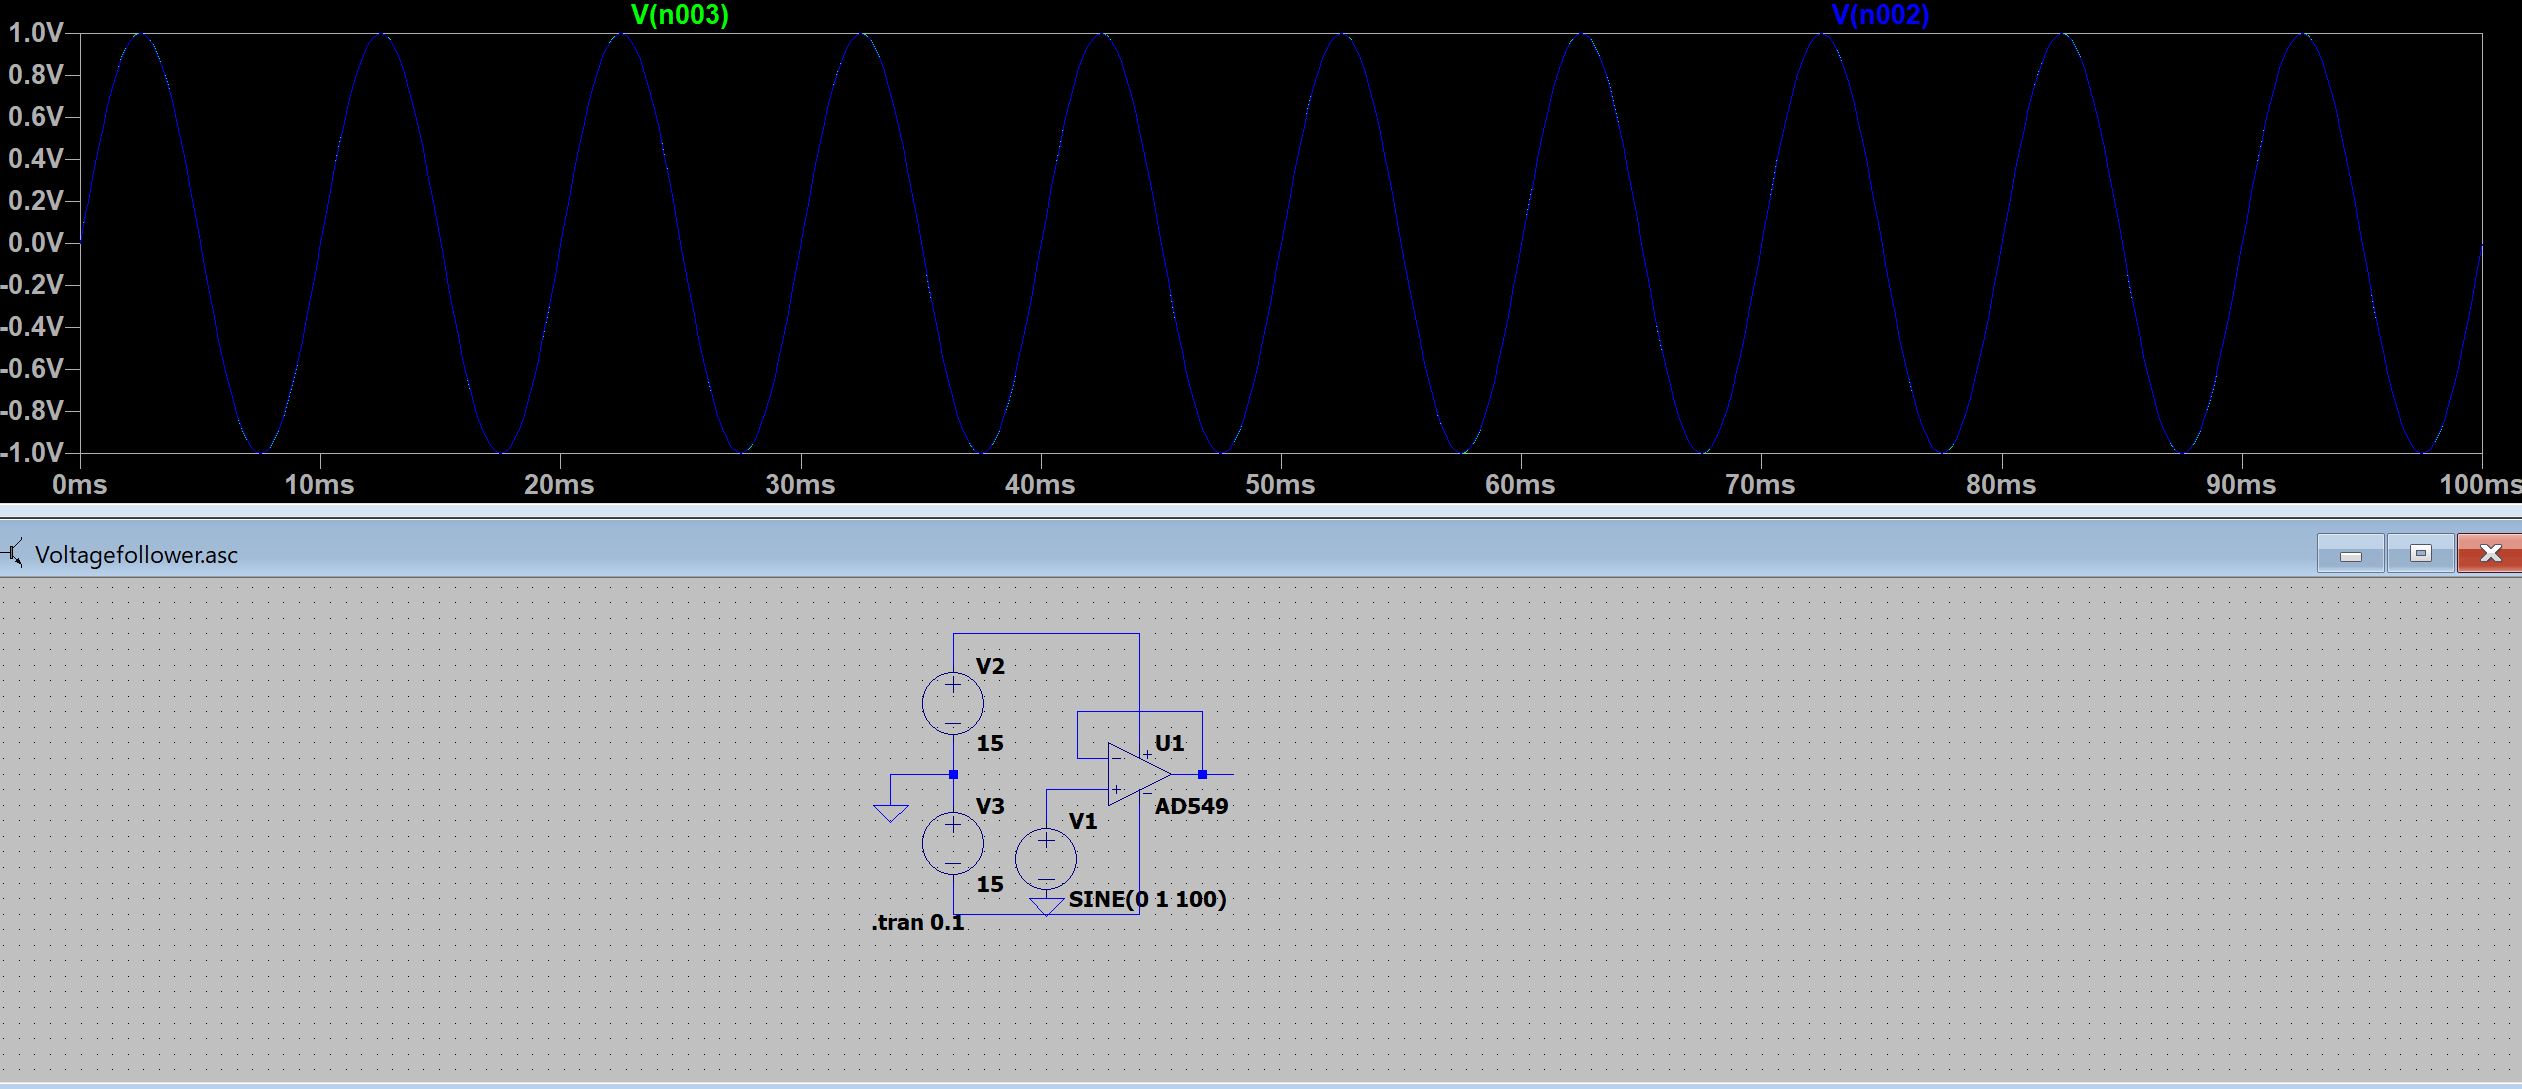 V(n003) V(n002)
1.0V
0.8V
0.6V
0.4V
0.2V
0.0V
-0.2V
-0.4V
-0.6V
-0.8V
-1.0V
0ms 10ms 20ms 30ms 40ms 50ms 60ms 70ms 80ms 90ms 100ms
Voltagefollower.asc
V2
15
U1
V3
AD549
V1
15
SINE(0 1 100)
.tran 0.1